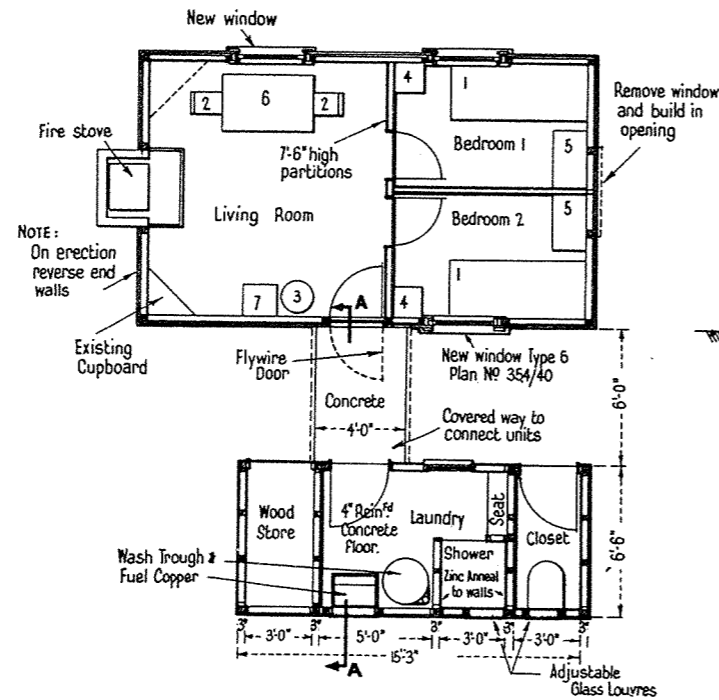 New window
Fire stove
2
6
2
4
1
7'-6" high
partitions
Bedroom 1
5
Remove window
and build in
opening
Living Room
Bedroom 2
5
NOTE:
On erection
reverse end
walls
1
7
3
4
A
Existing
Cupboard
Flywire
Door
New window Type 6
Plan No 354/40
Concrete
4'-0"
Covered way to
connect units
6'-0"
Wood
Store
4" Rein.Fd
Concrete
Floor.
Laundry
Seat
Closet
6'-6"
Wash Trough &
Fuel Copper
Shower
Zinc Anneal
to walls
3" 3'-0" 3" 5'-0" 3" 3'-0" 3" 3'-0" 3"
15'-3"
A
Adjustable
Glass Louvres